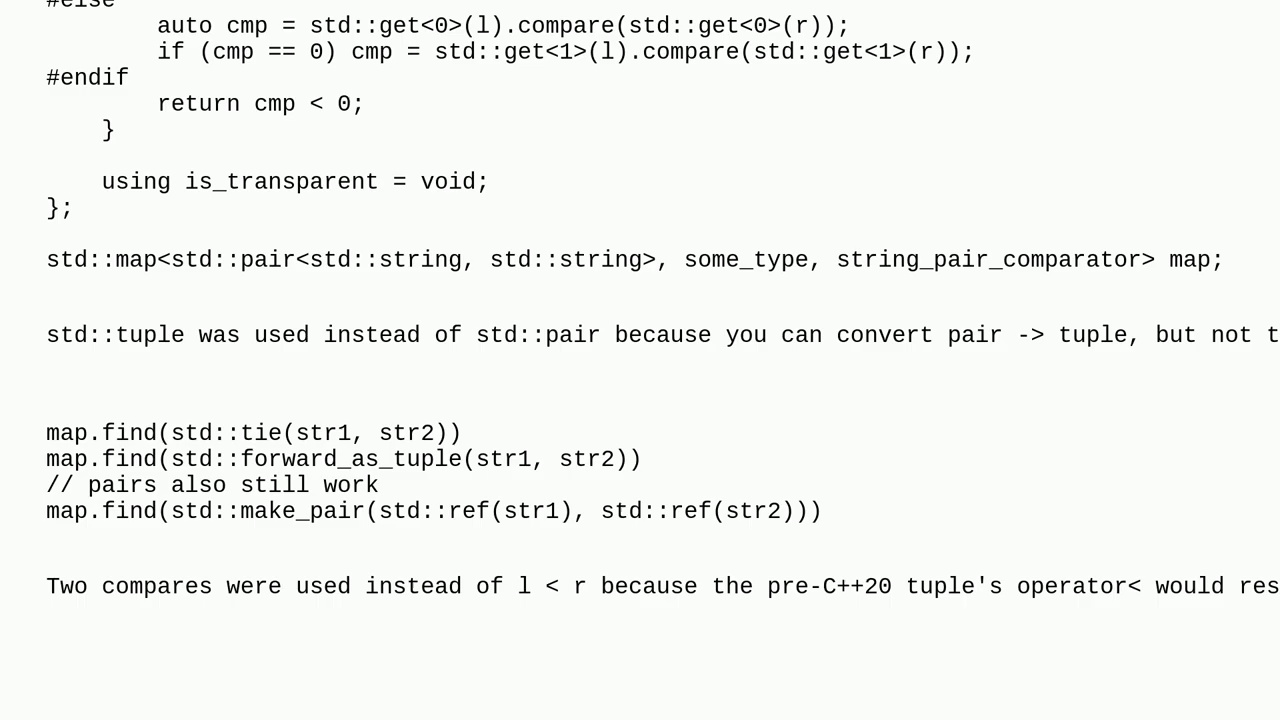 #else
        auto cmp = std::get<0>(l).compare(std::get<0>(r));
        if (cmp == 0) cmp = std::get<1>(l).compare(std::get<1>(r));
#endif
        return cmp < 0;
    }

    using is_transparent = void;
};

std::map<std::pair<std::string, std::string>, some_type, string_pair_comparator> map;

std::tuple was used instead of std::pair because you can convert pair -> tuple, but not t

map.find(std::tie(str1, str2))
map.find(std::forward_as_tuple(str1, str2))
// pairs also still work
map.find(std::make_pair(std::ref(str1), std::ref(str2)))

Two compares were used instead of l < r because the pre-C++20 tuple's operator< would res